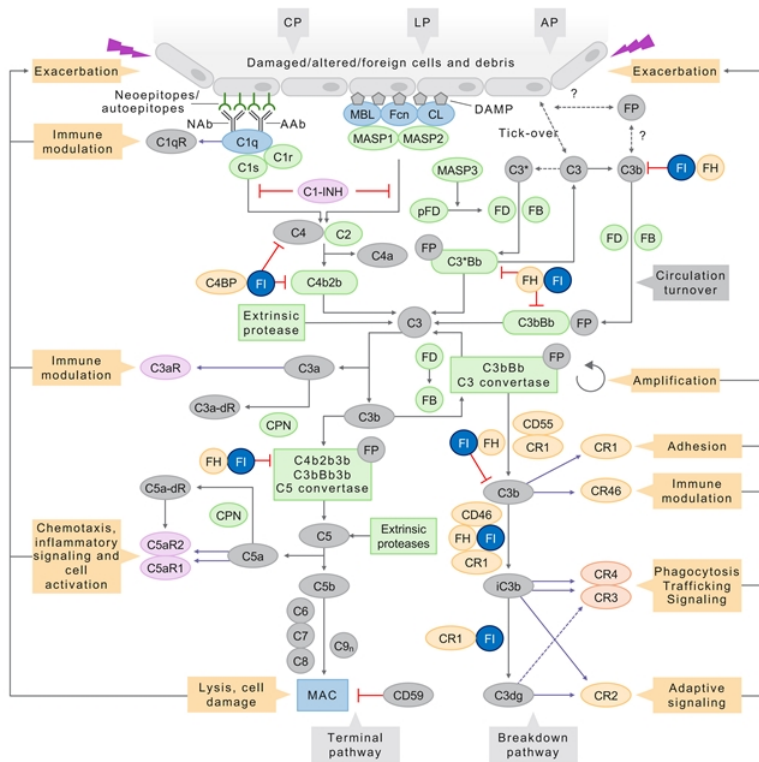 CP
LP
AP
Damaged/altered/foreign cells and debris
Exacerbation
Exacerbation
Neoepitopes/
autoepitopes
NAb
AAb
MBL
Fcn
CL
DAMP
?
FP
?
Tick-over
Immune
modulation
C1qR
C1q
C1s
C1r
MASP1
MASP2
C1-INH
MASP3
pFD
FD
FB
C3*
C3
C3b
FI
FH
FD
FB
C4
C2
C4a
FP
C3*Bb
C4BP
FI
C4b2b
FH
FI
Circulation
turnover
Extrinsic
protease
C3
C3bBb
FP
Immune
modulation
C3aR
C3a
FD
FB
C3bBb
C3 convertase
FP
Amplification
C3a-dR
C3b
CPN
CD55
CR1
FI
FH
CR1
Adhesion
FH
FI
C4b2b3b
C3bBb3b
C5 convertase
FP
C3b
CR46
Immune
modulation
C5a-dR
CPN
CD46
FH
FI
CR1
Chemotaxis,
inflammatory
signaling and
cell
activation
C5aR2
C5aR1
C5a
C5
Extrinsic
proteases
C5b
iC3b
CR4
CR3
Phagocytosis
Trafficking
Signaling
C6
C7
C8
C9n
CR1
FI
Lysis, cell
damage
MAC
CD59
C3dg
CR2
Adaptive
signaling
Terminal
pathway
Breakdown
pathway